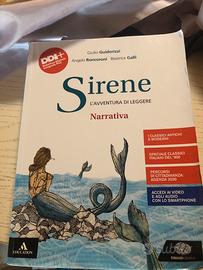 DDI+
Giulio Guidorizzi
Angelo Roncoroni Beatrice Galli
Sirene
L'AVVENTURA DI LEGGERE
Narrativa
I CLASSICI ANTICHI
E MODERNI
SPECIALE CLASSICI
ITALIANI DEL '900
PERCORSI
DI CITTADINANZA:
AGENDA 2030
ACCEDI AI VIDEO
E AGLI AUDIO
CON LO SMARTPHONE
EDUCATION